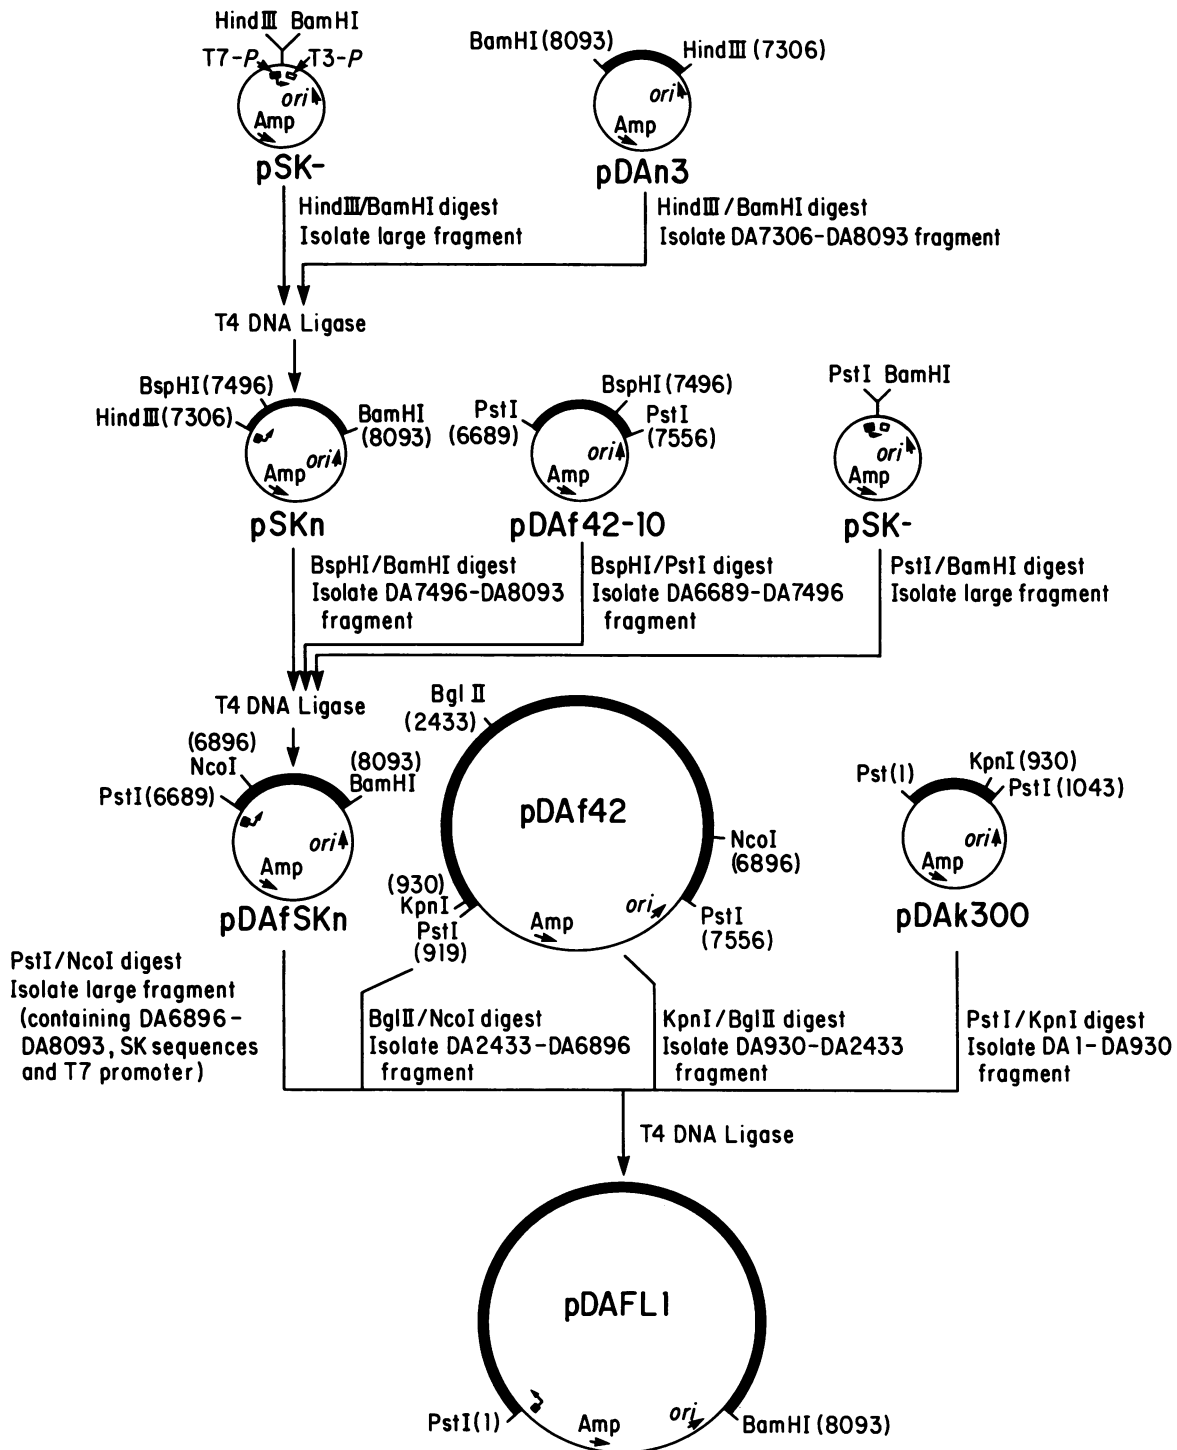 HindⅢ BamHI
T7-P T3-P
ori
Amp
pSK-
BamHI (8093)
HindⅢ (7306)
ori
Amp
pDAn3
HindⅢ/BamHI digest
Isolate large fragment
HindⅢ/BamHI digest
Isolate DA7306-DA8093 fragment
T4 DNA Ligase
BspHI (7496)
HindⅢ (7306)
BamHI
(8093)
ori
Amp
pSKn
BspHI (7496)
PstI
(6689)
PstI
(7556)
ori
Amp
pDAf42-10
PstI BamHI
ori
Amp
pSK-
BspHI/BamHI digest
Isolate DA7496-DA8093
fragment
BspHI/PstI digest
Isolate DA6689-DA7496
fragment
PstI/BamHI digest
Isolate large fragment
T4 DNA Ligase
(6896)
NcoI
PstI (6689)
(8093)
BamHI
ori
Amp
pDAfSKn
Bgl Ⅱ
(2433)
pDAf42
NcoI
(6896)
(930)
KpnI
PstI
(919)
Amp
ori
PstI
(7556)
Pst(1)
KpnI (930)
PstI (1043)
ori
Amp
pDAk300
PstI/NcoI digest
Isolate large fragment
(containing DA6896-
DA8093, SK sequences
and T7 promoter)
BglⅡ/NcoI digest
Isolate DA2433-DA6896
fragment
KpnI/BglⅡ digest
Isolate DA930-DA2433
fragment
PstI/KpnI digest
Isolate DA1-DA930
fragment
T4 DNA Ligase
pDAFL1
PstI(1)
Amp
ori
BamHI (8093)